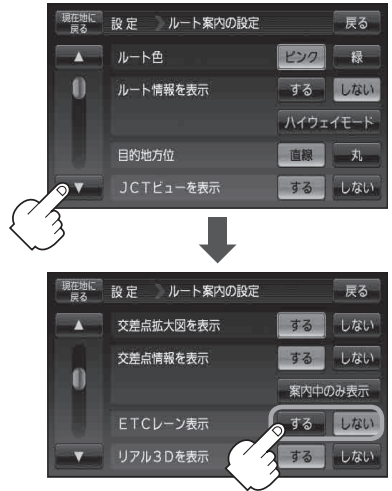 現在地に
戻る
設定 ルート案内の設定 戻る
▲
ルート色 ピンク 緑
ルート情報を表示 する しない
ハイウェイモード
目的地方位 直線 丸
▼
JCTビューを表示 する しない
現在地に
戻る
設定 ルート案内の設定 戻る
▲
交差点拡大図を表示 する しない
交差点情報を表示 する しない
案内中のみ表示
ETCレーン表示 する しない
▼
リアル3Dを表示 する しない